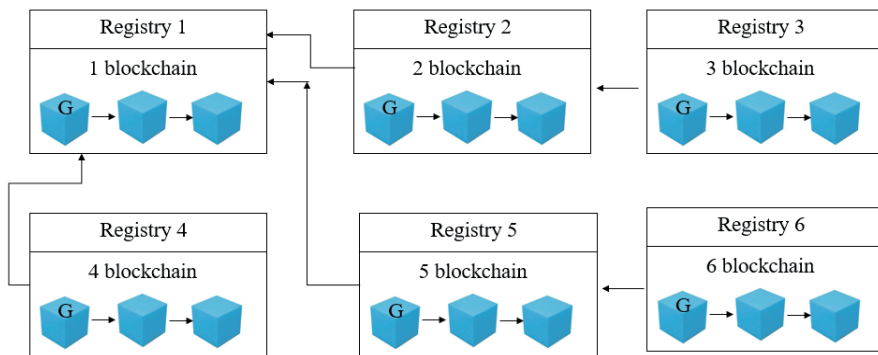 Registry 1
1 blockchain
G
Registry 2
2 blockchain
G
Registry 3
3 blockchain
G
Registry 4
4 blockchain
G
Registry 5
5 blockchain
G
Registry 6
6 blockchain
G